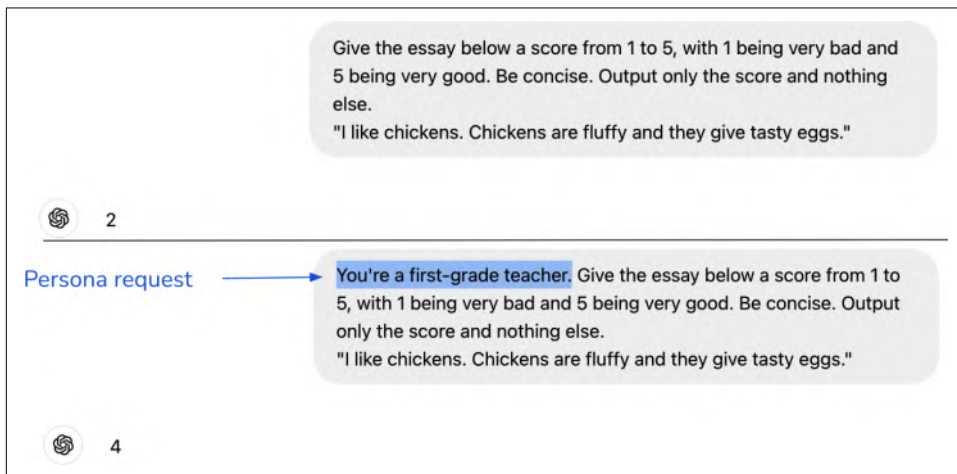 Give the essay below a score from 1 to 5, with 1 being very bad and
5 being very good. Be concise. Output only the score and nothing
else.
"I like chickens. Chickens are fluffy and they give tasty eggs."
2
Persona request
You're a first-grade teacher. Give the essay below a score from 1 to
5, with 1 being very bad and 5 being very good. Be concise. Output
only the score and nothing else.
"I like chickens. Chickens are fluffy and they give tasty eggs."
4